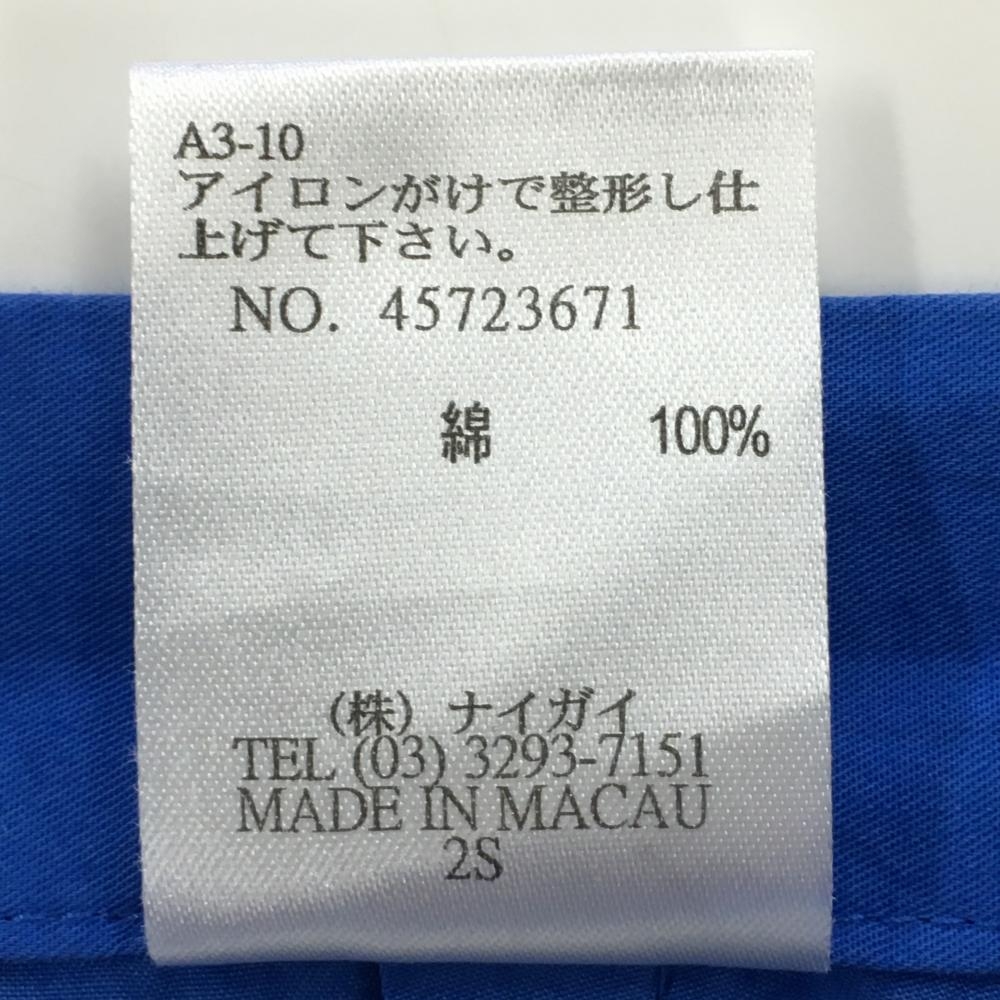 A3-10
アイロンがけで整形し仕
上げて下さい。
NO. 45723671
綿 100%
(株) ナイガイ
TEL (03) 3293-7151
MADE IN MACAU
2S